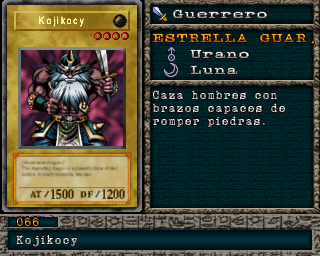 Kojikocy
AT/1500 DF/1200
Guerrero
ESTRELLA GUAR.
Urano
Luna
Caza hombres con
brazos capaces de
romper piedras.
066
Kojikocy